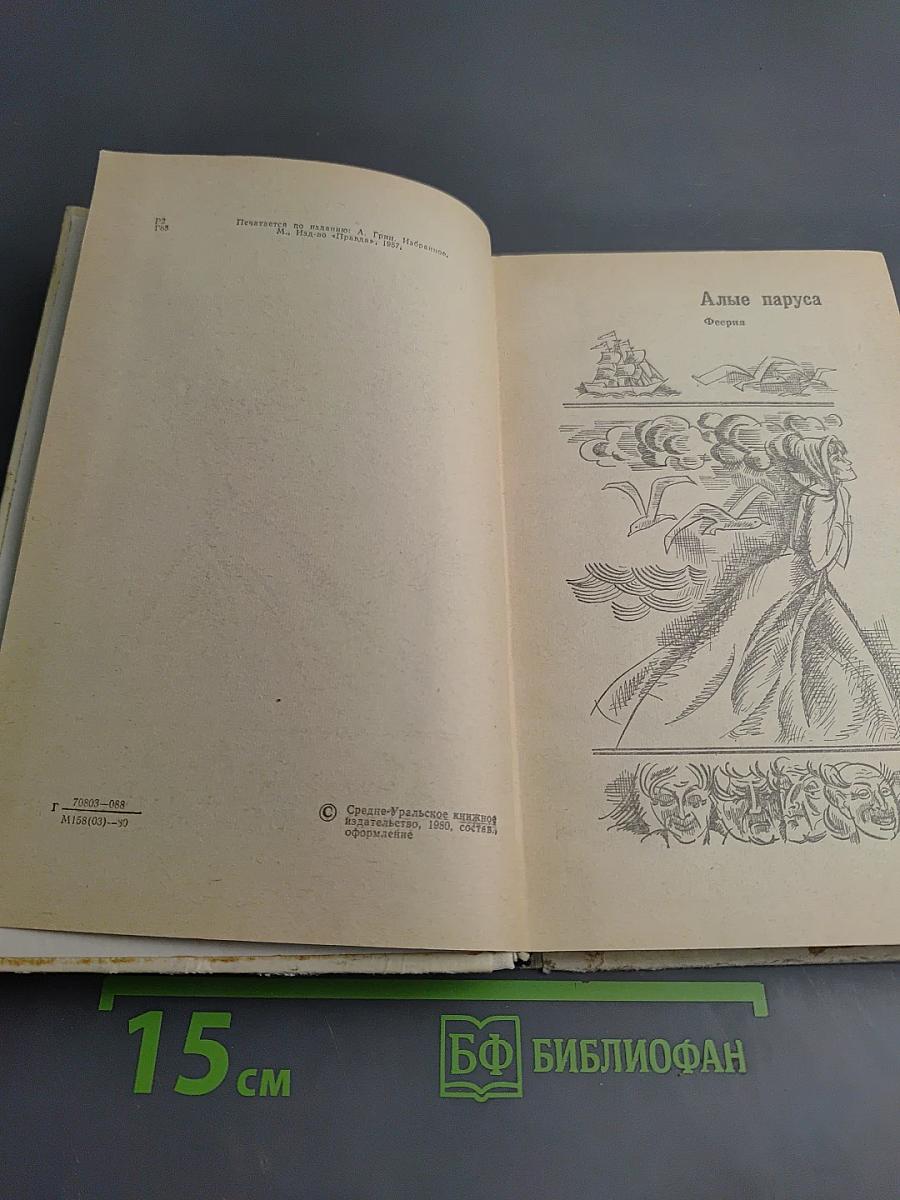 Р2
Г85
Печатается по изданию: А. Грин. Избранное.
М., Изд-во «Правда», 1957.
Г 70803—088
М158(03)—80
© Средне-Уральское книжное
издательство, 1980, состав.,
оформление
Алые паруса
Феерия
15 см
БФ БИБЛИОФАН